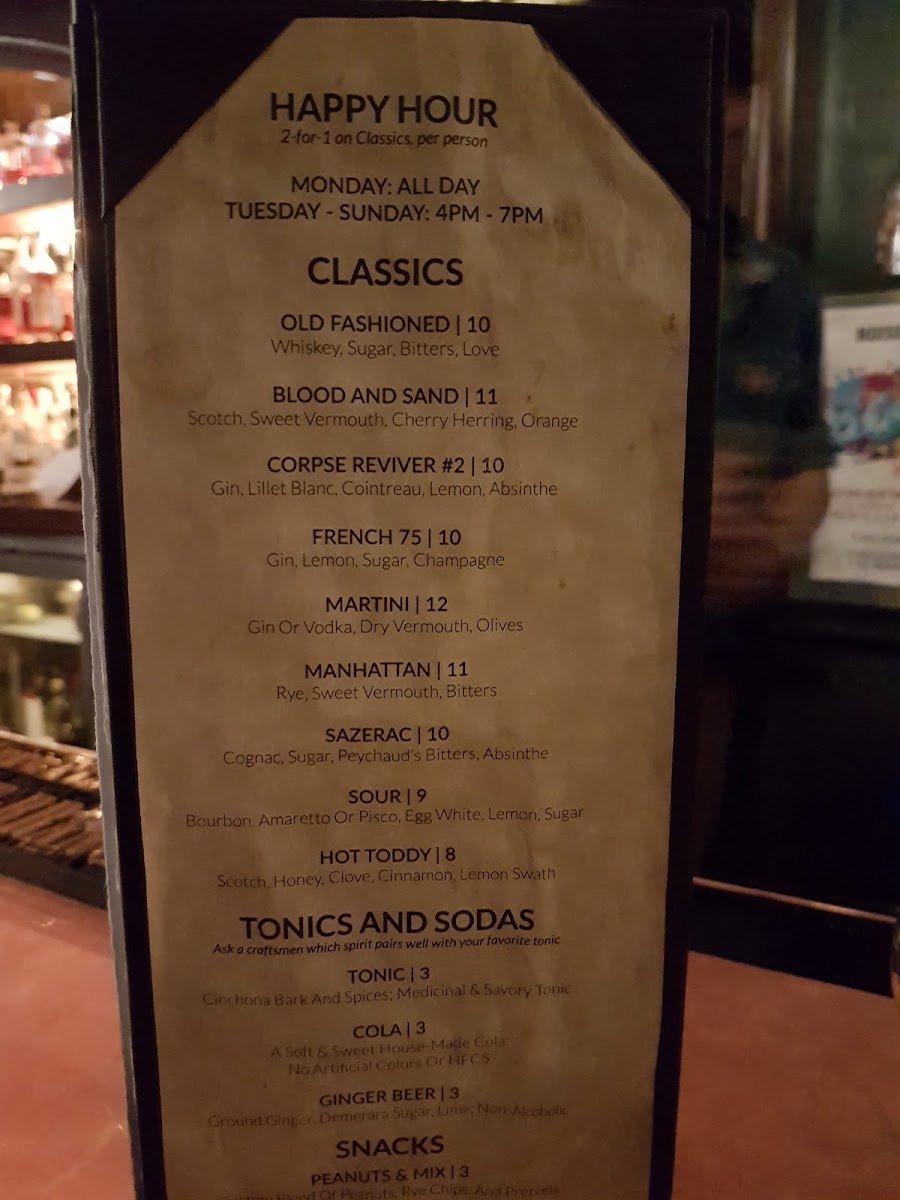 HAPPY HOUR
2-for-1 on Classics, per person
MONDAY: ALL DAY
TUESDAY - SUNDAY: 4PM - 7PM
CLASSICS
OLD FASHIONED | 10
Whiskey, Sugar, Bitters, Love
BLOOD AND SAND | 11
Scotch, Sweet Vermouth, Cherry Herring, Orange
CORPSE REVIVER #2 | 10
Gin, Lillet Blanc, Cointreau, Lemon, Absinthe
FRENCH 75 | 10
Gin, Lemon, Sugar, Champagne
MARTINI | 12
Gin Or Vodka, Dry Vermouth, Olives
MANHATTAN | 11
Rye, Sweet Vermouth, Bitters
SAZERAC | 10
Cognac, Sugar, Peychaud's Bitters, Absinthe
SOUR | 9
Bourbon, Amaretto Or Pisco, Egg White, Lemon, Sugar
HOT TODDY | 8
Scotch, Honey, Clove, Cinnamon, Lemon Swath
TONICS AND SODAS
Ask a craftsmen which spirit pairs well with your favorite tonic
TONIC | 3
Cinchona Bark And Spices; Medicinal & Savory Tonic
COLA | 3
A Soft & Sweet House-Made Cola;
No Artificial Colors Or HFCS
GINGER BEER | 3
Ground Ginger, Demerara Sugar, Lime; Non-Alcoholic
SNACKS
PEANUTS & MIX | 3
Blend Of Peanuts, Rye Chips, And Pretzels